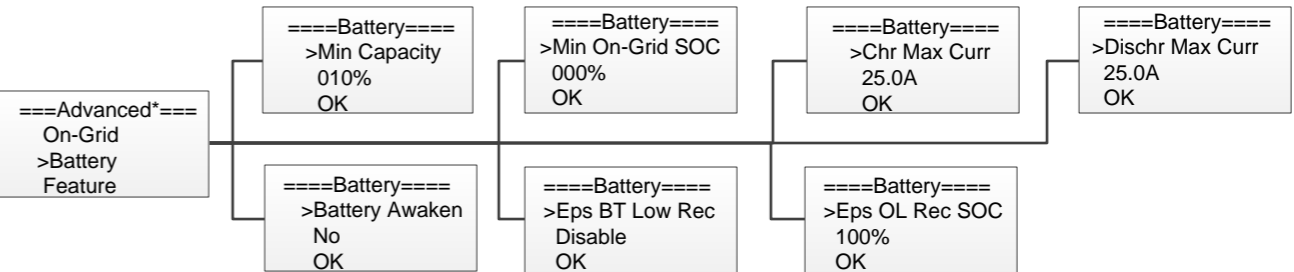 ===Advanced*===
On-Grid
>Battery
Feature
====Battery====
>Min Capacity
010%
OK
====Battery====
>Min On-Grid SOC
000%
OK
====Battery====
>Chr Max Curr
25.0A
OK
====Battery====
>Dischr Max Curr
25.0A
OK
====Battery====
>Battery Awaken
No
OK
====Battery====
>Eps BT Low Rec
Disable
OK
====Battery====
>Eps OL Rec SOC
100%
OK